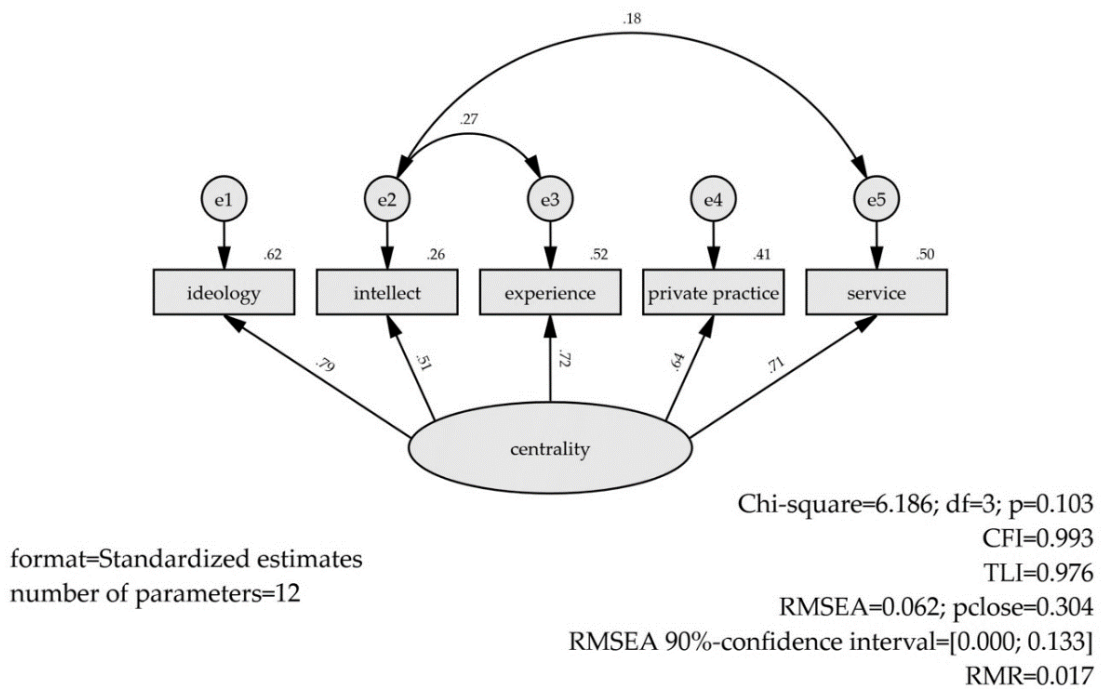 .18
.27
e1 e2 e3 e4 e5
.62 .26 .52 .41 .50
ideology intellect experience private practice service
.79 .51 .72 .64 .71
centrality
Chi-square=6.186; df=3; p=0.103
CFI=0.993
format=Standardized estimates
TLI=0.976
number of parameters=12
RMSEA=0.062; pclose=0.304
RMSEA 90%-confidence interval=[0.000; 0.133]
RMR=0.017